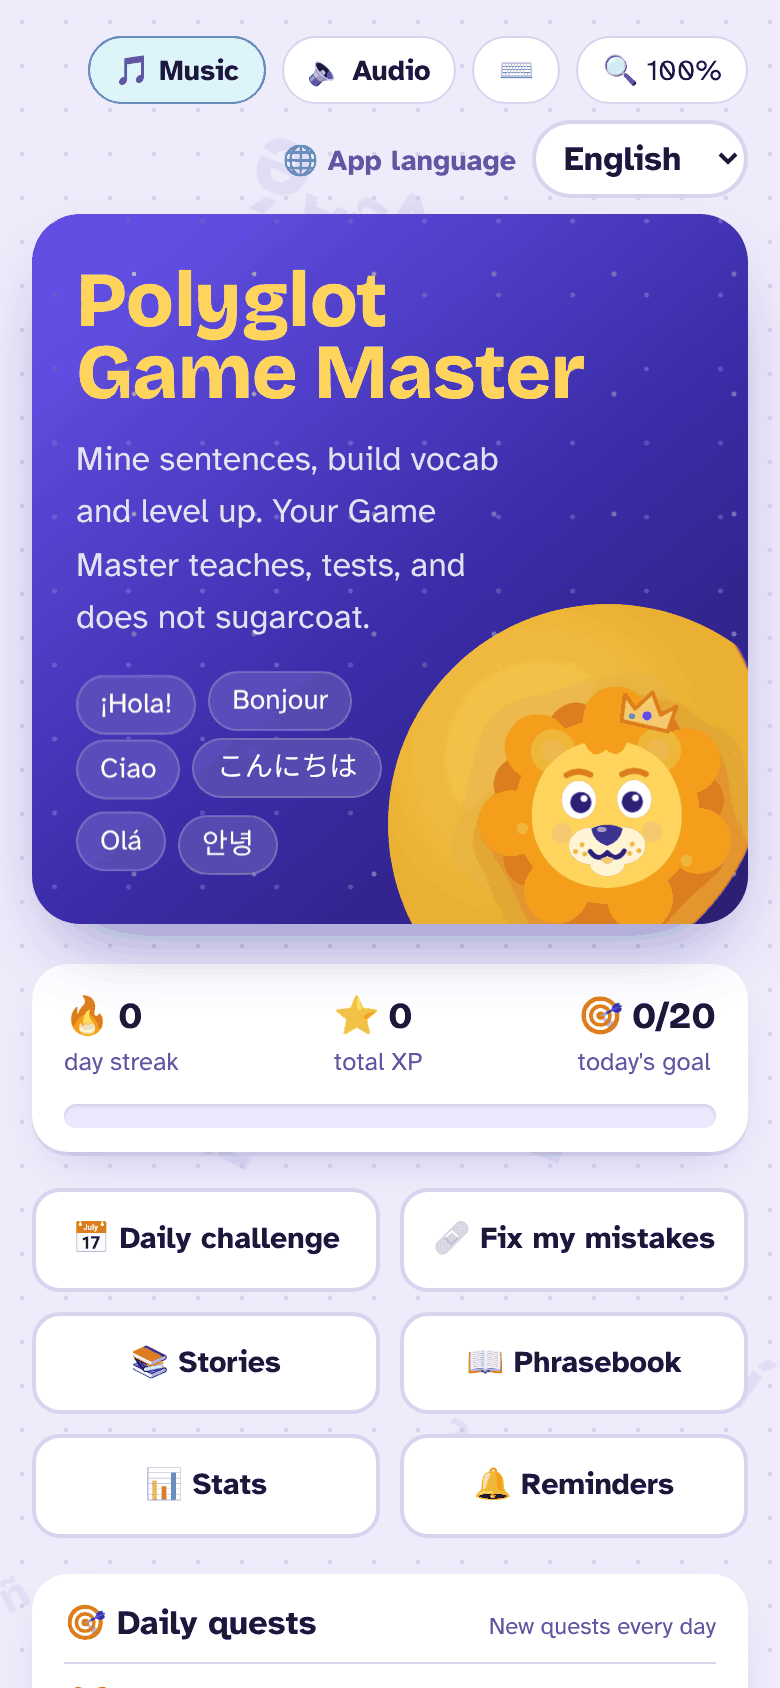 Music
Audio
100%
App language
English
Polyglot
Game Master
Mine sentences, build vocab
and level up. Your Game
Master teaches, tests, and
does not sugarcoat.
¡Hola!
Bonjour
Ciao
こんにちは
Olá
안녕
0
0
0/20
day streak
total XP
today's goal
July
17
Daily challenge
Fix my mistakes
Stories
Phrasebook
Stats
Reminders
Daily quests
New quests every day